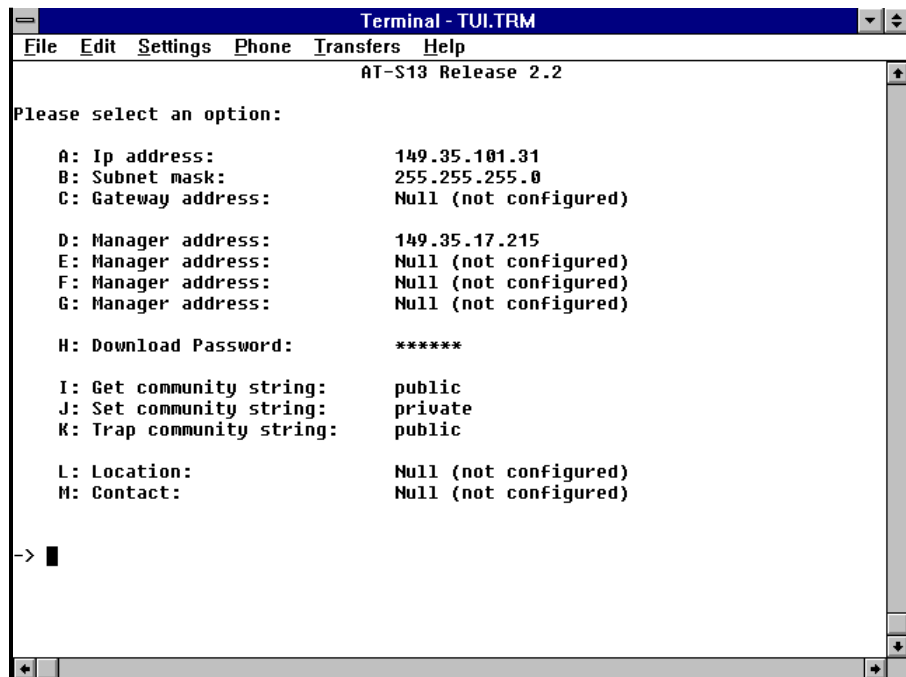 Terminal - TUI.TRM
File Edit Settings Phone Transfers Help
AT-S13 Release 2.2
Please select an option:
A: Ip address: 149.35.101.31
B: Subnet mask: 255.255.255.0
C: Gateway address: Null (not configured)
D: Manager address: 149.35.17.215
E: Manager address: Null (not configured)
F: Manager address: Null (not configured)
G: Manager address: Null (not configured)
H: Download Password: ******
I: Get community string: public
J: Set community string: private
K: Trap community string: public
L: Location: Null (not configured)
M: Contact: Null (not configured)
->